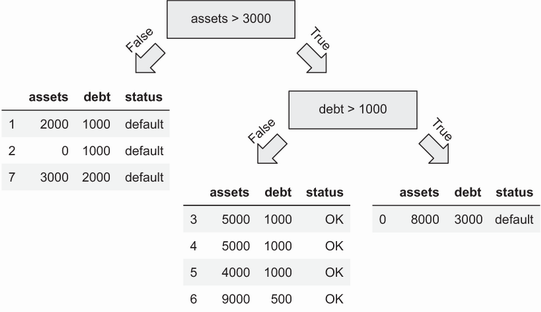 assets > 3000
False
True
assets debt status
1 2000 1000 default
2 0 1000 default
7 3000 2000 default
debt > 1000
False
True
assets debt status
3 5000 1000 OK
4 5000 1000 OK
5 4000 1000 OK
6 9000 500 OK
assets debt status
0 8000 3000 default